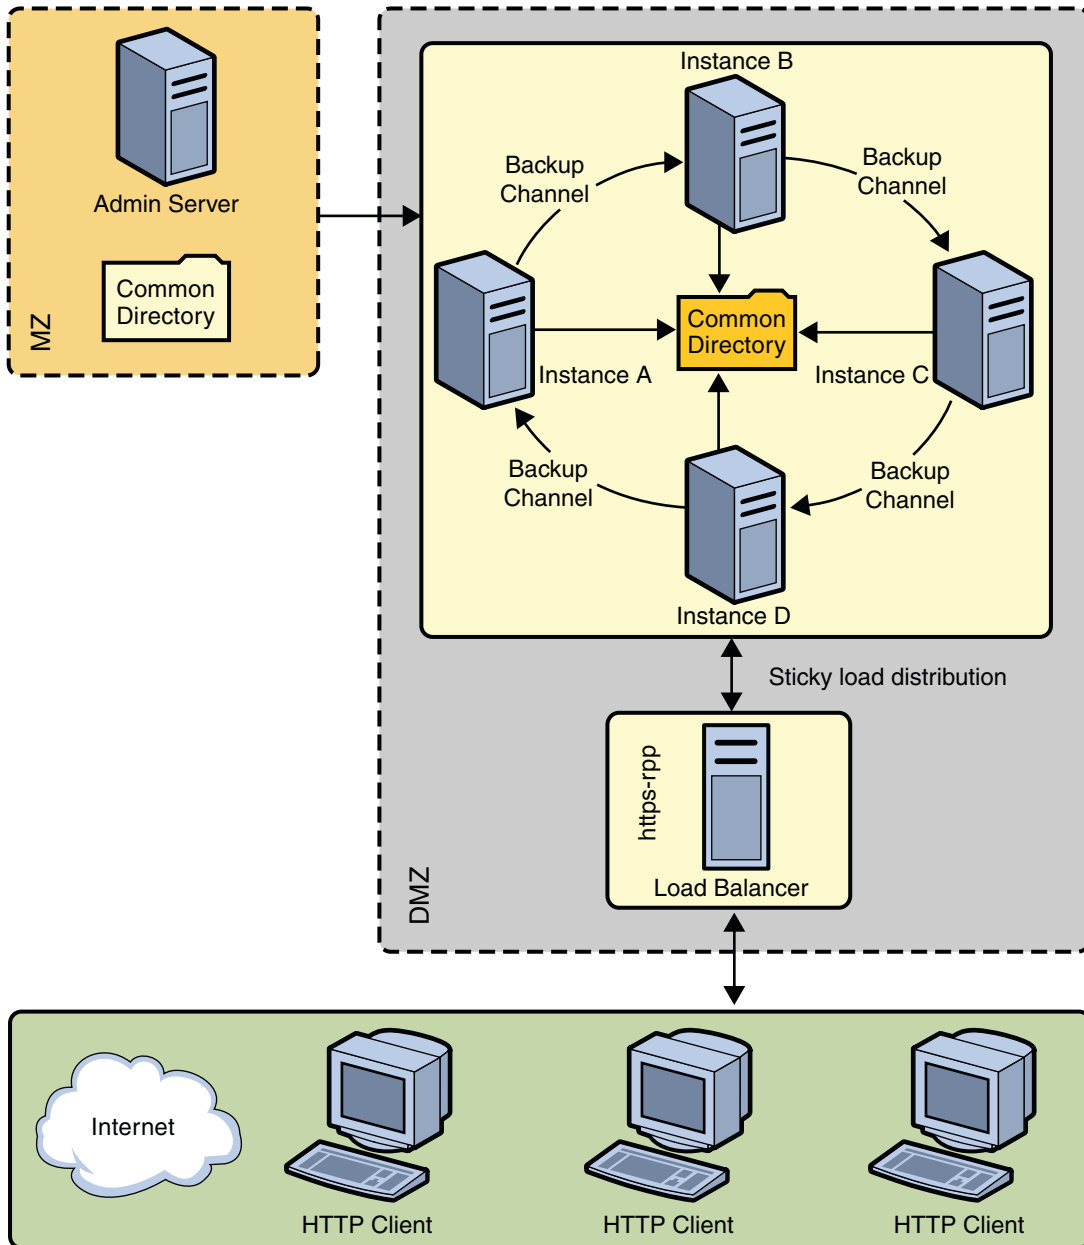 Admin Server
Common
Directory
MZ
Instance B
Backup
Channel
Backup
Channel
Common
Directory
Instance A
Instance C
Backup
Channel
Backup
Channel
Instance D
Sticky load distribution
https-rpp
Load Balancer
DMZ
Internet
HTTP Client
HTTP Client
HTTP Client